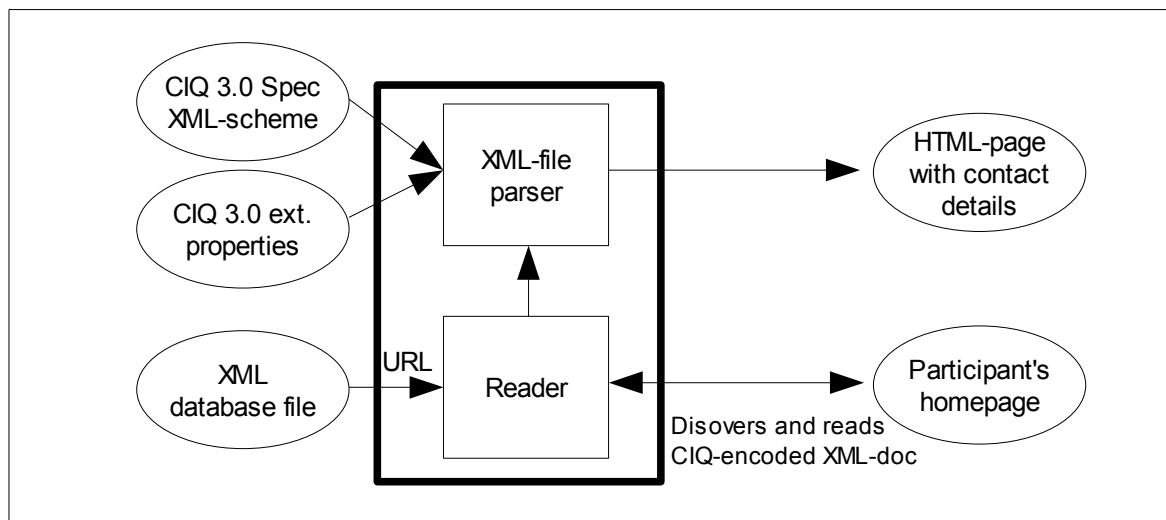 CIQ 3.0 Spec
XML-scheme
CIQ 3.0 ext.
properties
XML
database file
URL
XML-file
parser
Reader
HTML-page
with contact
details
Participant's
homepage
Disovers and reads
CIQ-encoded XML-doc